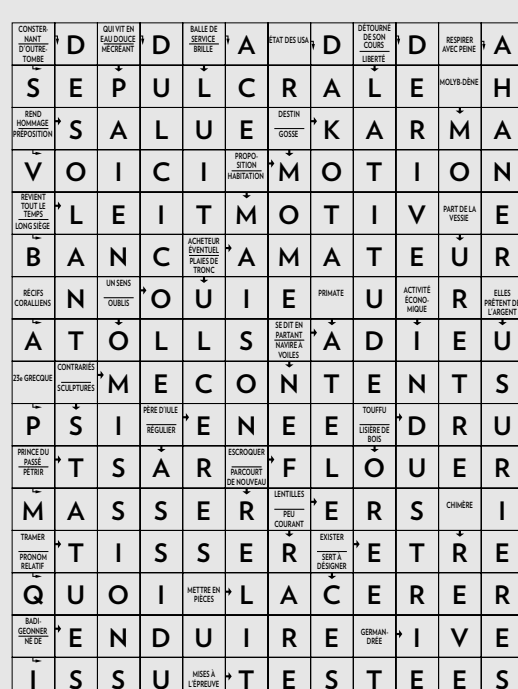 CONSTER-
NANT
D'OUTRE-
TOMBE
D
QUI VIT EN
EAU DOUCE
MÉCRÉANT
D
BALLE DE
SERVICE
BRILLE
A
ÉTAT DES USA
D
DÉTOURNÉ
DE SON
COURS
LIBERTÉ
D
RESPIRER
AVEC PEINE
A
S E P U L C R A L E
MOLYB-DÈNE
H
REND
HOMMAGE
PRÉPOSITION
S A L U E
DESTIN
GOSSE
K A R M A
V O I C I
PROPO-
SITION
HABITATION
M O T I O N
REVIENT
TOUT LE
TEMPS
LONG SIÈGE
L E I T M O T I V
PART DE LA
VESSIE
E
B A N C
ACHETEUR
ÉVENTUEL
PLAIES DE
TRONC
A M A T E U R
RÉCIFS
CORALLIENS
N
UN SENS
OUBLIS
O U I E
PRIMATE
U
ACTIVITÉ
ÉCONO-
MIQUE
R
ELLES
PRÊTENT DE
L'ARGENT
A T O L L S
SE DIT EN
PARTANT
NAVIRE À
VOILES
A D I E U
23e GRECQUE
CONTRARIÉS
SCULPTURES
M E C O N T E N T S
P S I
PÈRE D'IULE
RÉGULIER
E N E E
TOUFFU
LISIÈRE DE
BOIS
D R U
PRINCE DU
PASSÉ
PÉTRIR
T S A R
ESCROQUER
PARCOURT
DE NOUVEAU
F L O U E R
M A S S E R
LENTILLES
PEU
COURANT
E R S
CHIMÈRE
I
TRAMER
PRONOM
RELATIF
T I S S E R
EXISTER
SERT À
DÉSIGNER
E T R E
Q U O I
METTRE EN
PIÈCES
L A C E R E R
BADI-
GEONNER
NÉ DE
E N D U I R E
GERMAN-
DRÉE
I V E
I S S U
MISES À
L'ÉPREUVE
T E S T E E S